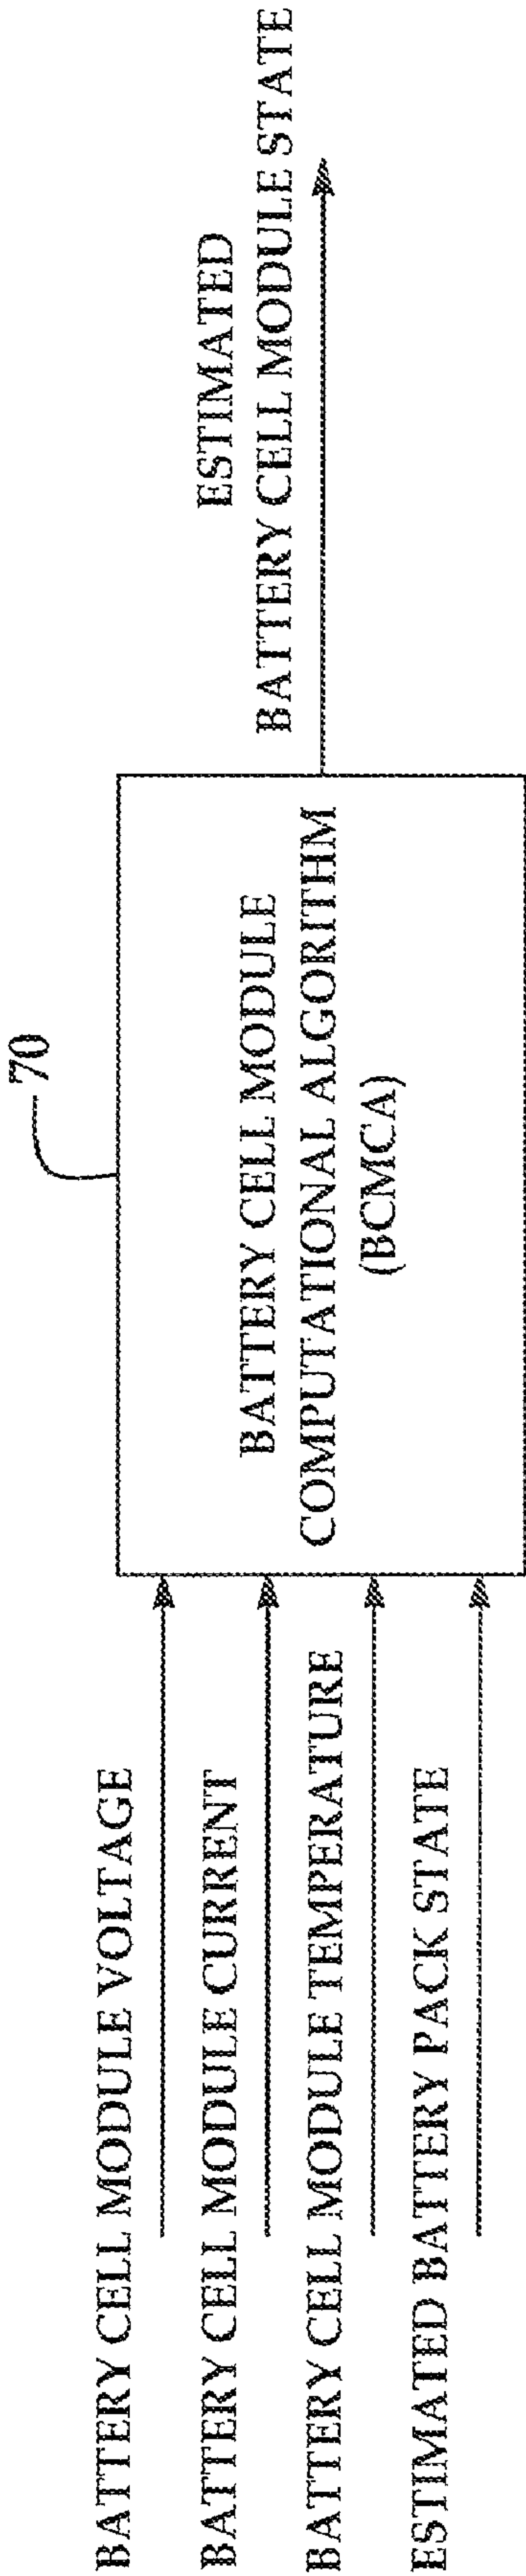 70
BATTERY CELL MODULE VOLTAGE
BATTERY CELL MODULE CURRENT
BATTERY CELL MODULE TEMPERATURE
ESTIMATED BATTERY PACK STATE
BATTERY CELL MODULE
COMPUTATIONAL ALGORITHM
(BCMCA)
ESTIMATED
BATTERY CELL MODULE STATE